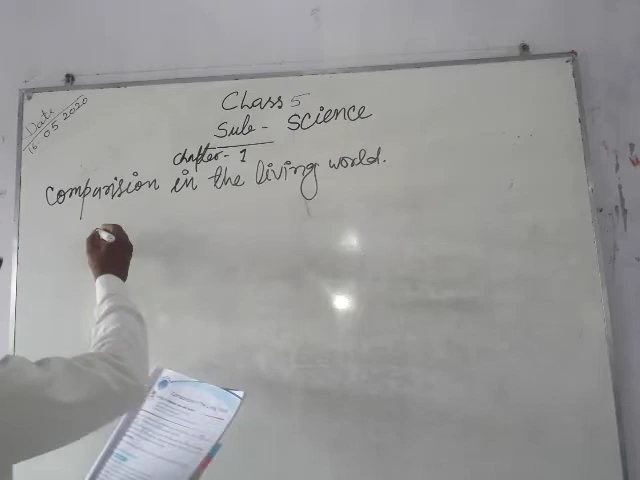 Date
16.05.2020
Class 5
Sub - Science
chapter - 1
comparision in the living world.